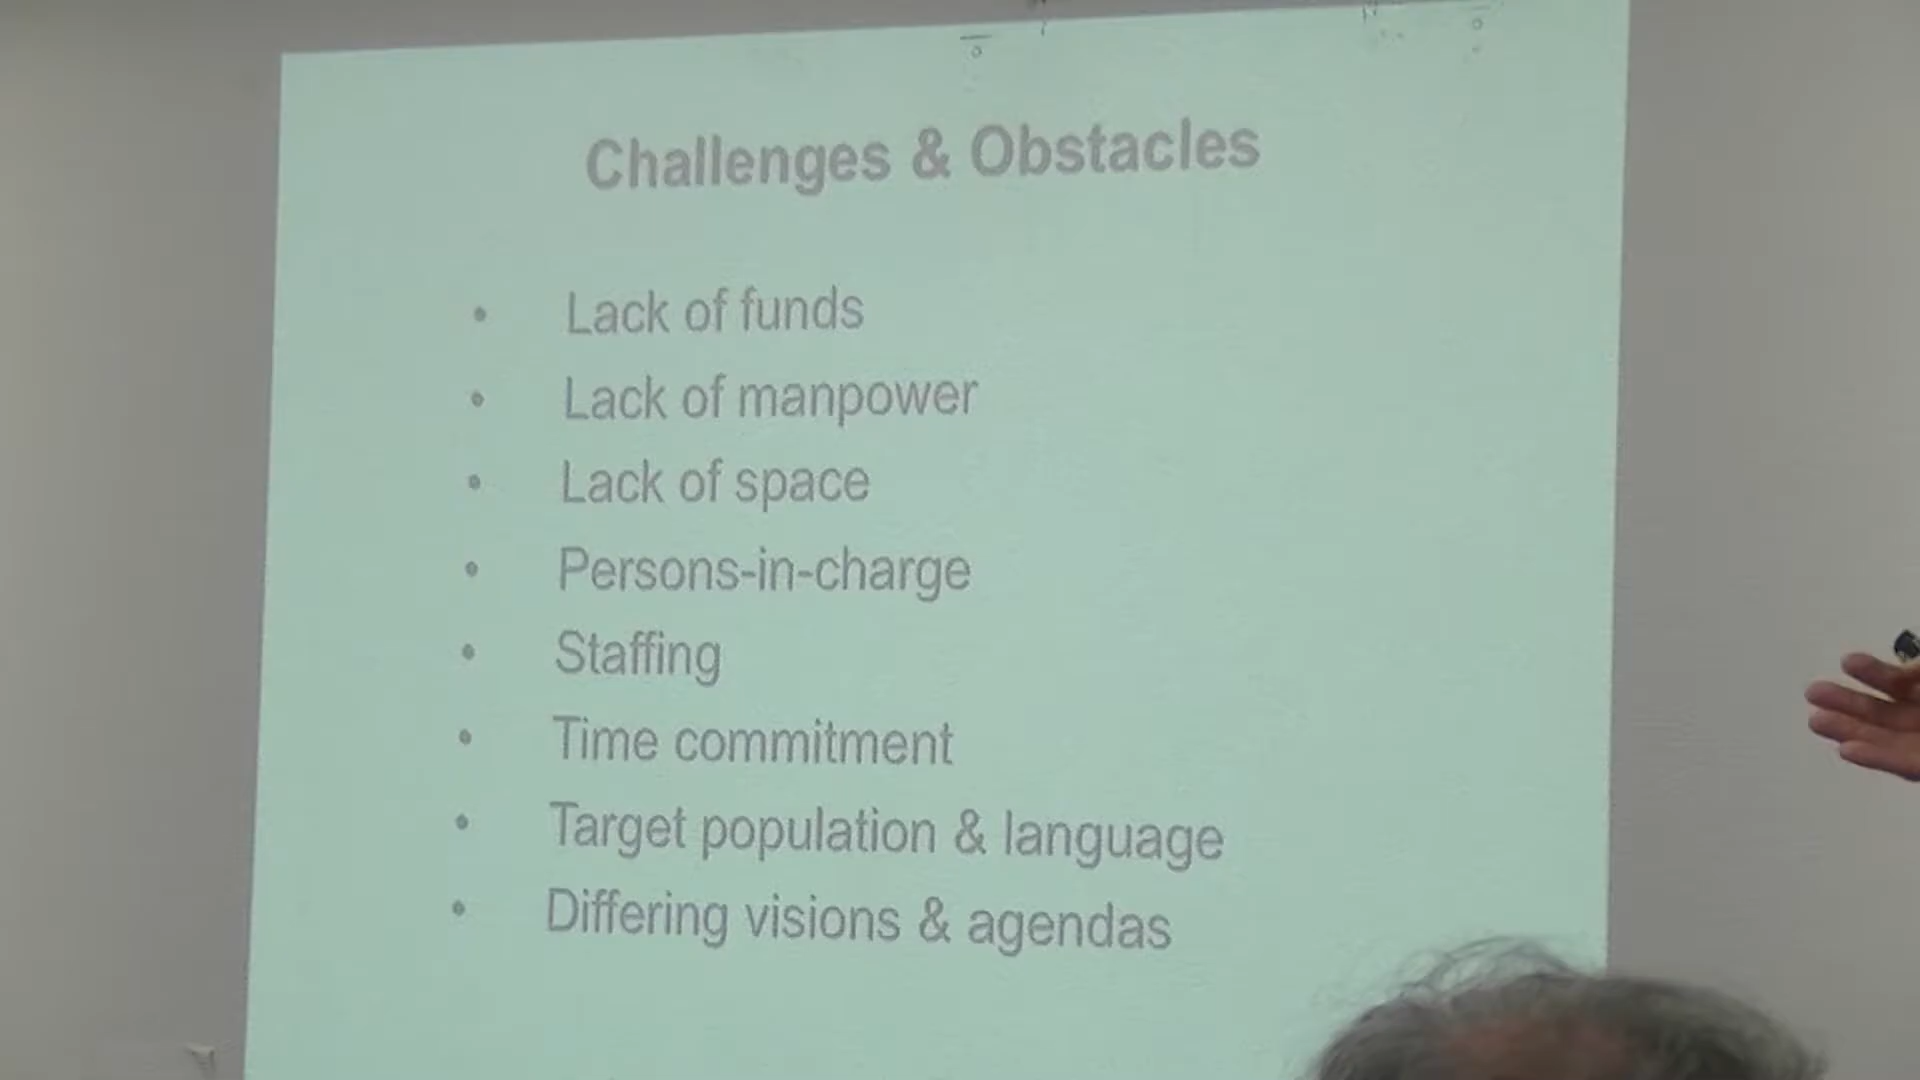 Challenges & Obstacles
• Lack of funds
• Lack of manpower
• Lack of space
• Persons-in-charge
• Staffing
• Time commitment
• Target population & language
• Differing visions & agendas